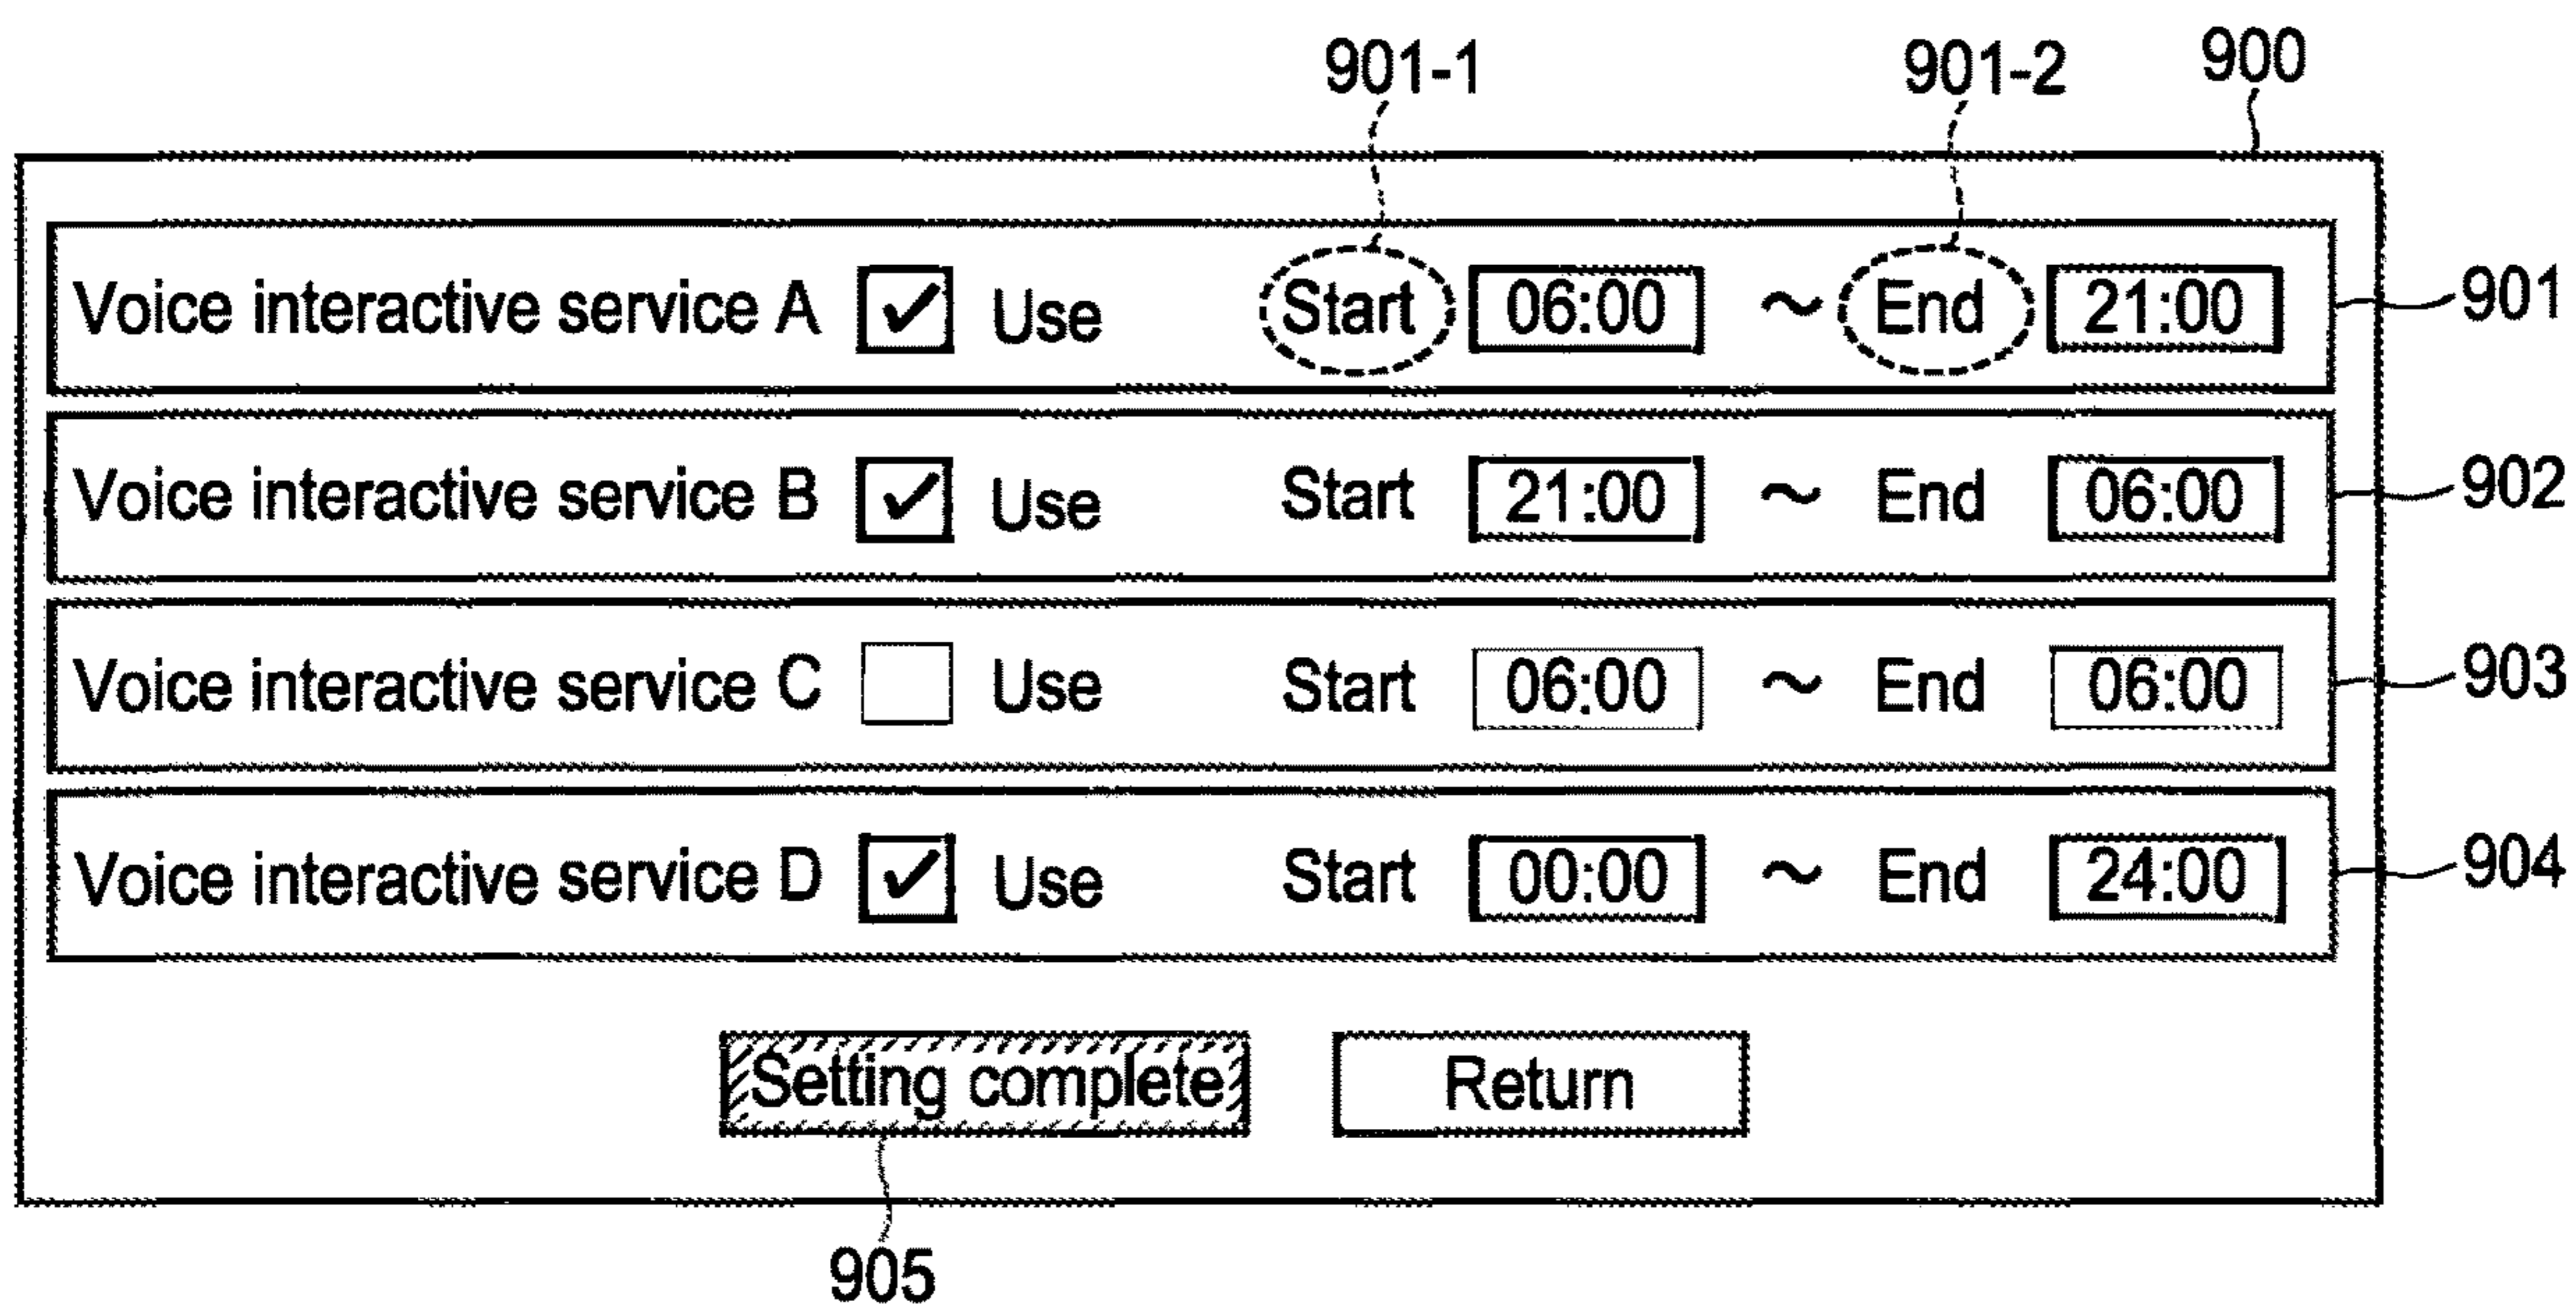 901-1 901-2 900
Voice interactive service A ✓ Use Start 06:00 ~ End 21:00 901
Voice interactive service B ✓ Use Start 21:00 ~ End 06:00 902
Voice interactive service C Use Start 06:00 ~ End 06:00 903
Voice interactive service D ✓ Use Start 00:00 ~ End 24:00 904
Setting complete Return
905